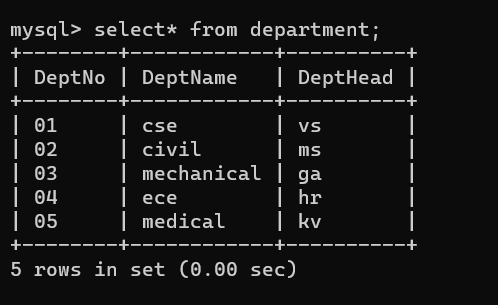 mysql> select* from department;
+--------+------------+----------+
| DeptNo | DeptName   | DeptHead |
+--------+------------+----------+
| 01     | cse        | vs       |
| 02     | civil      | ms       |
| 03     | mechanical | ga       |
| 04     | ece        | hr       |
| 05     | medical    | kv       |
+--------+------------+----------+
5 rows in set (0.00 sec)